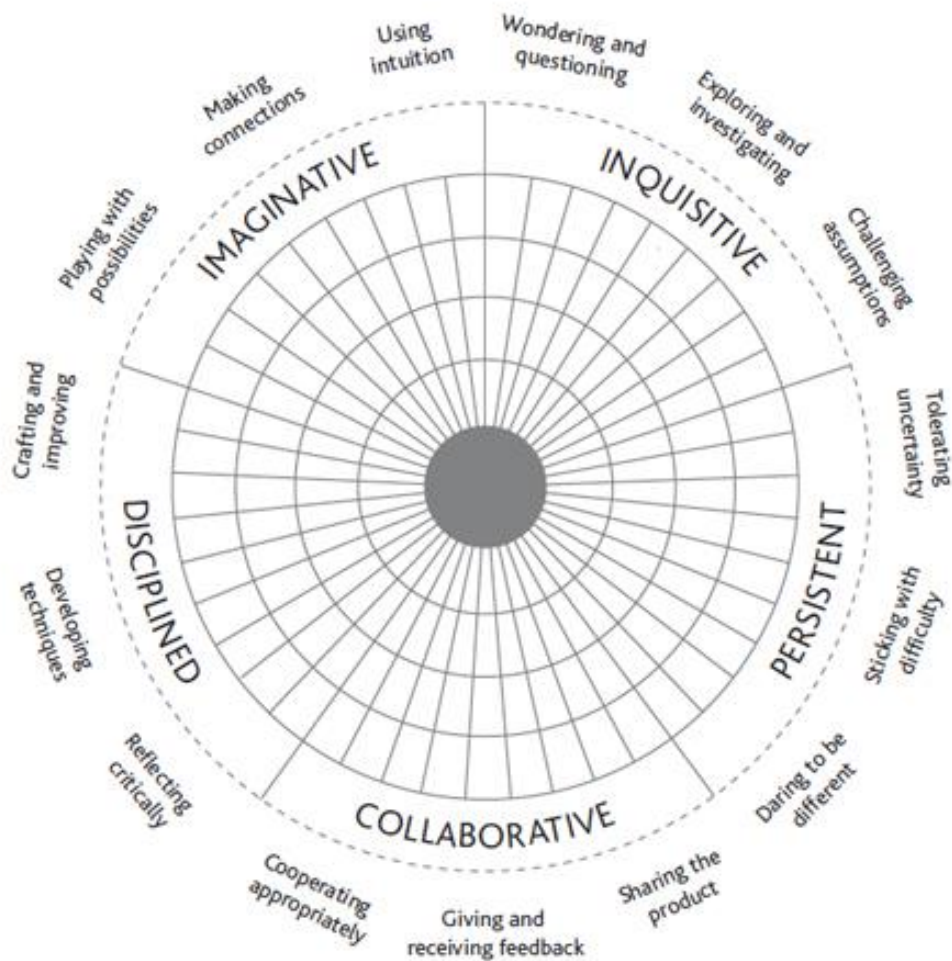 Wondering and
questioning
Exploring and
investigating
Challenging
assumptions
INQUISITIVE
Tolerating
uncertainty
Sticking with
difficulty
Daring to be
different
PERSISTENT
Sharing the
product
Giving and
receiving feedback
Cooperating
appropriately
COLLABORATIVE
Reflecting
critically
Developing
techniques
Crafting and
improving
DISCIPLINED
Playing with
possibilities
Making
connections
Using
intuition
IMAGINATIVE